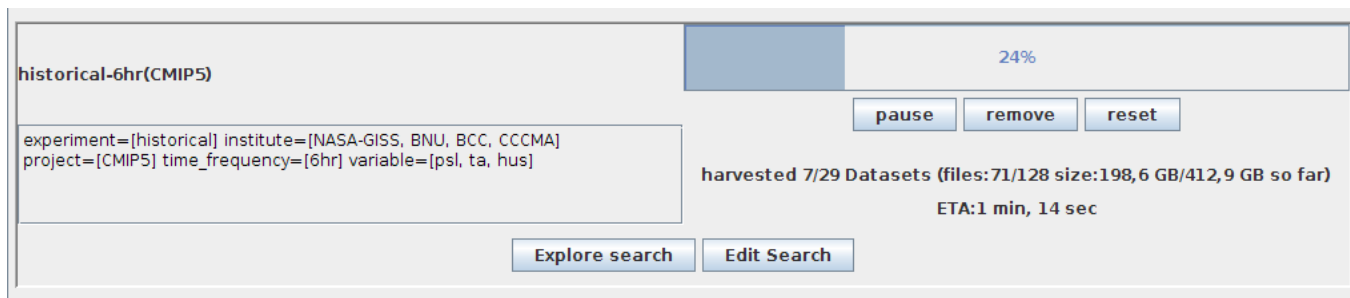 historical-6hr(CMIP5)
24%
pause remove reset
experiment=[historical] institute=[NASA-GISS, BNU, BCC, CCCMA]
project=[CMIP5] time_frequency=[6hr] variable=[psl, ta, hus]
harvested 7/29 Datasets (files:71/128 size:198,6 GB/412,9 GB so far)
ETA:1 min, 14 sec
Explore search Edit Search